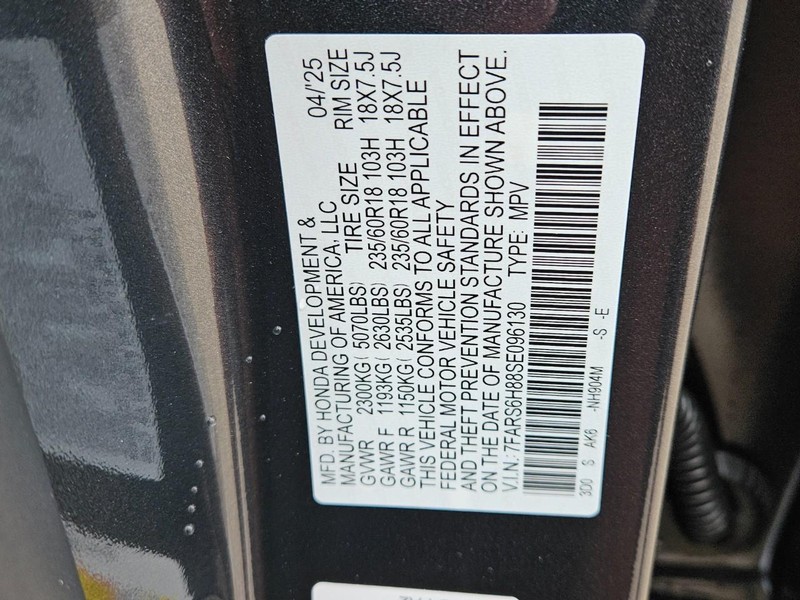 MFD. BY HONDA DEVELOPMENT & 04/'25
MANUFACTURING OF AMERICA, LLC TIRE SIZE RIM SIZE
GVWR 2300KG( 5070LBS)
GAWR F 1193KG( 2630LBS) 235/60R18 103H 18X7.5J
GAWR R 1150KG( 2535LBS) 235/60R18 103H 18X7.5J
THIS VEHICLE CONFORMS TO ALL APPLICABLE
FEDERAL MOTOR VEHICLE SAFETY
AND THEFT PREVENTION STANDARDS IN EFFECT
ON THE DATE OF MANUFACTURE SHOWN ABOVE.
V.I.N.: 7FARS6H88SE096130 TYPE: MPV
3D0 S AK6 -NH904M -S -E